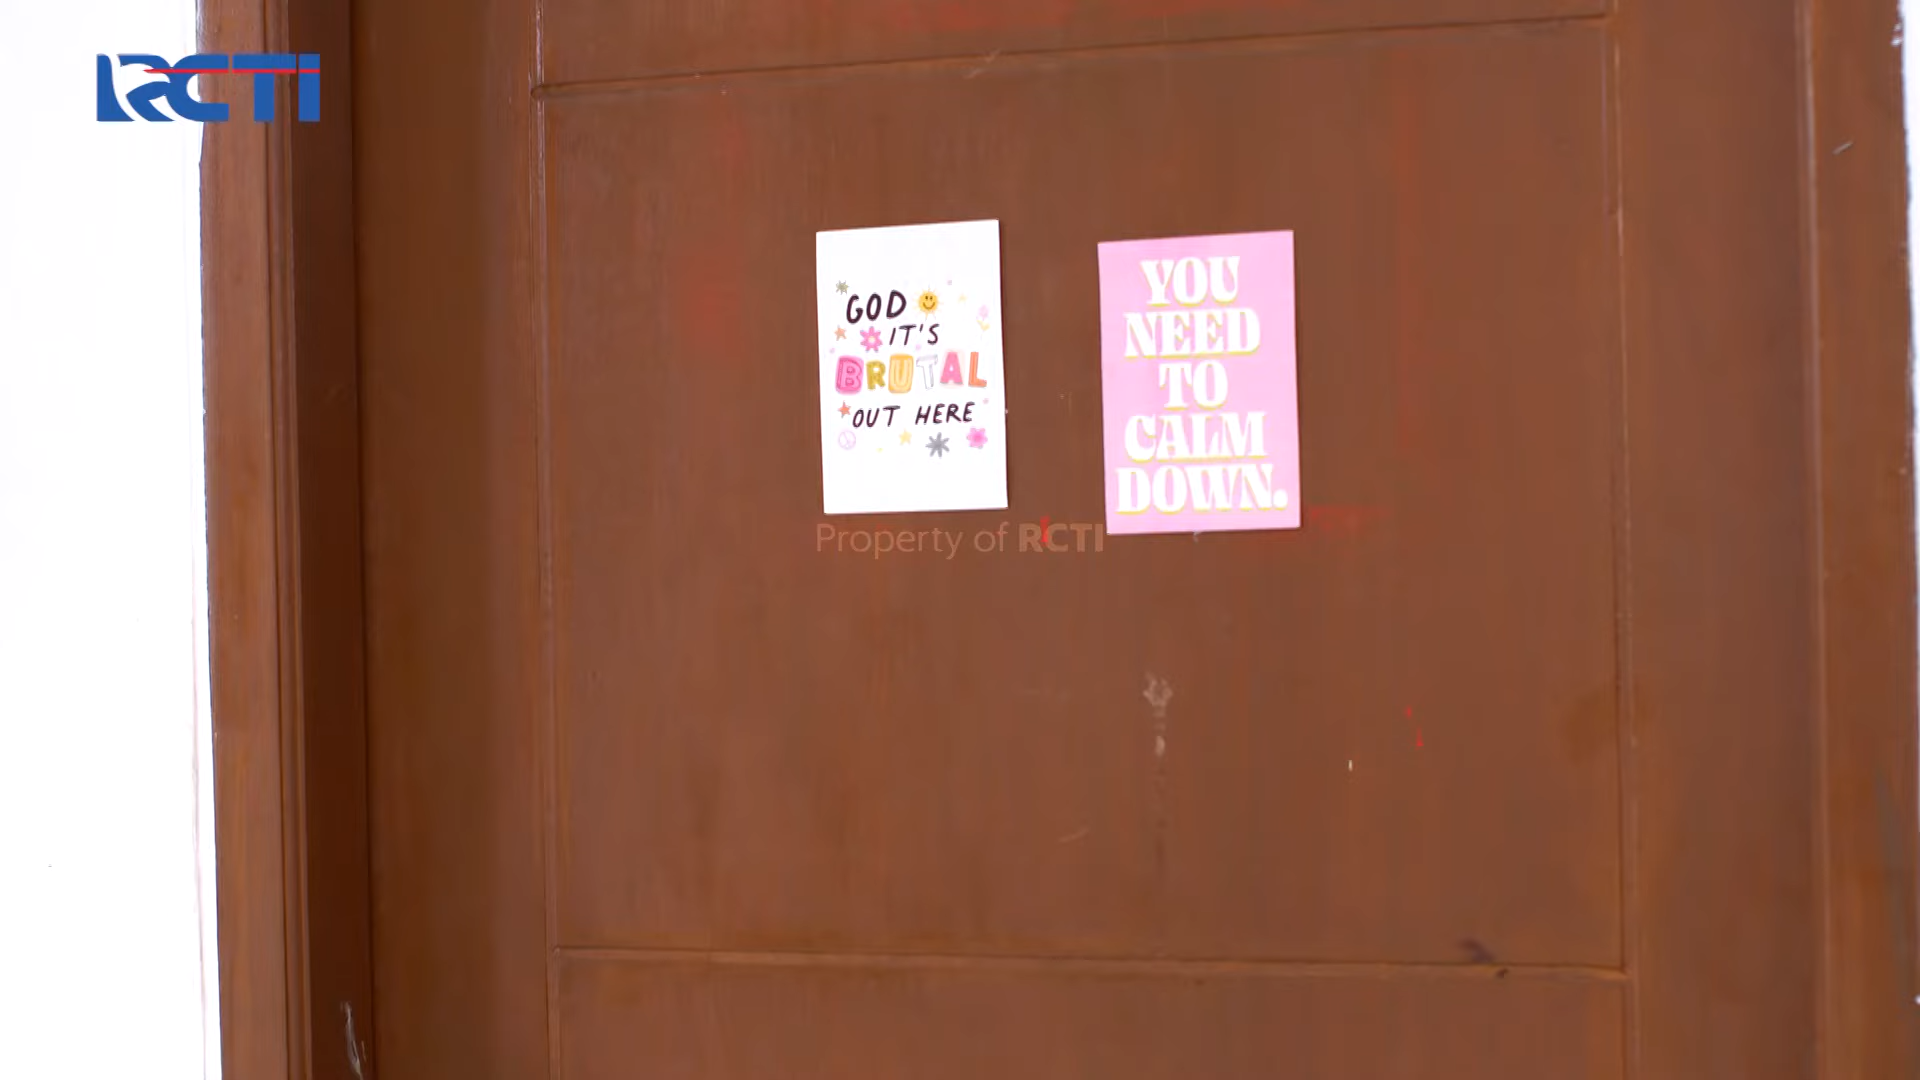 RCTI
GOD
IT'S
BRUTAL
OUT HERE
YOU
NEED
TO
CALM
DOWN.
Property of RCTI